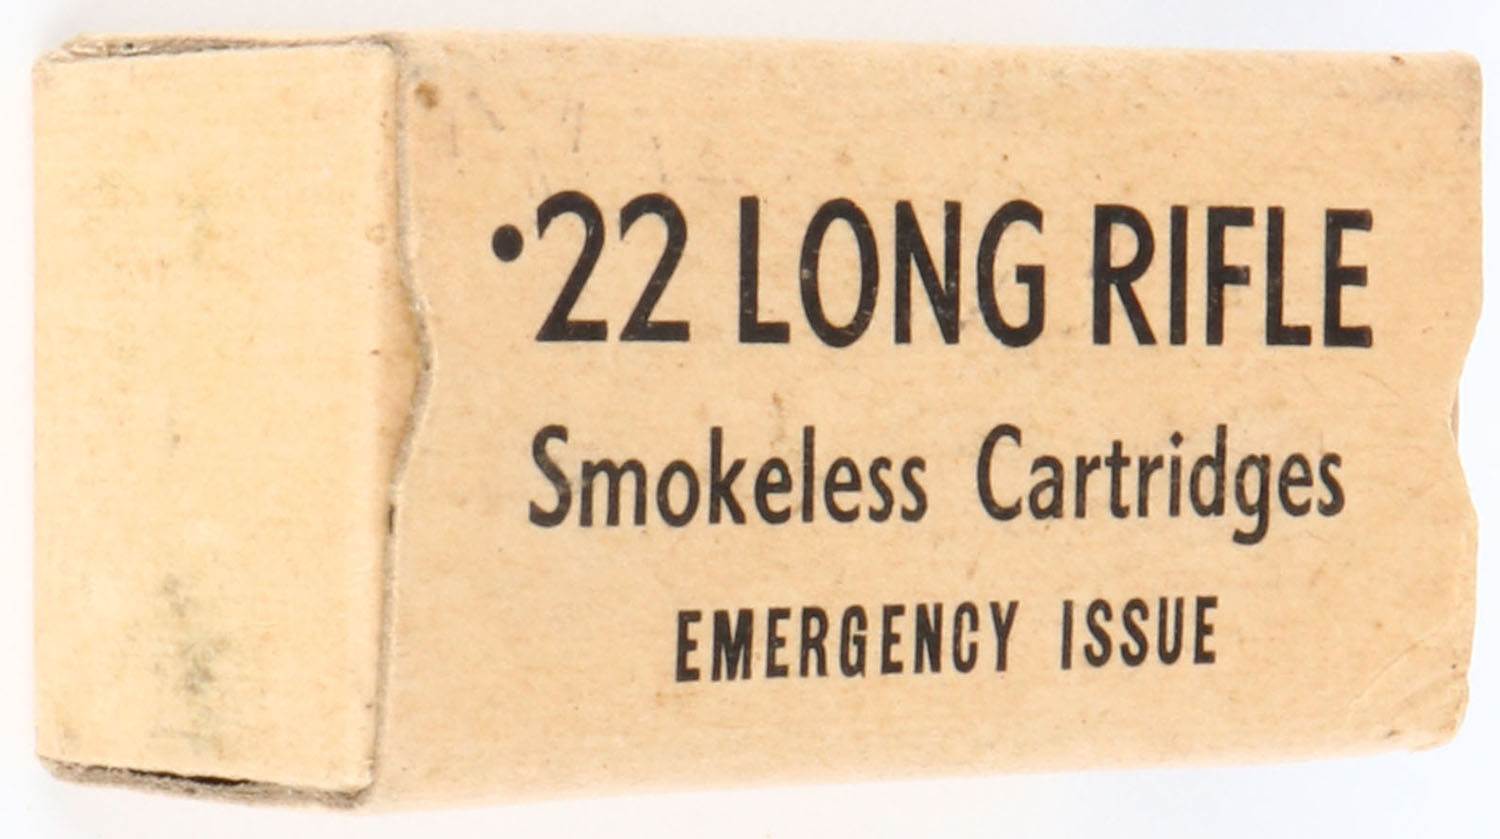 ·22 LONG RIFLE
Smokeless Cartridges
EMERGENCY ISSUE